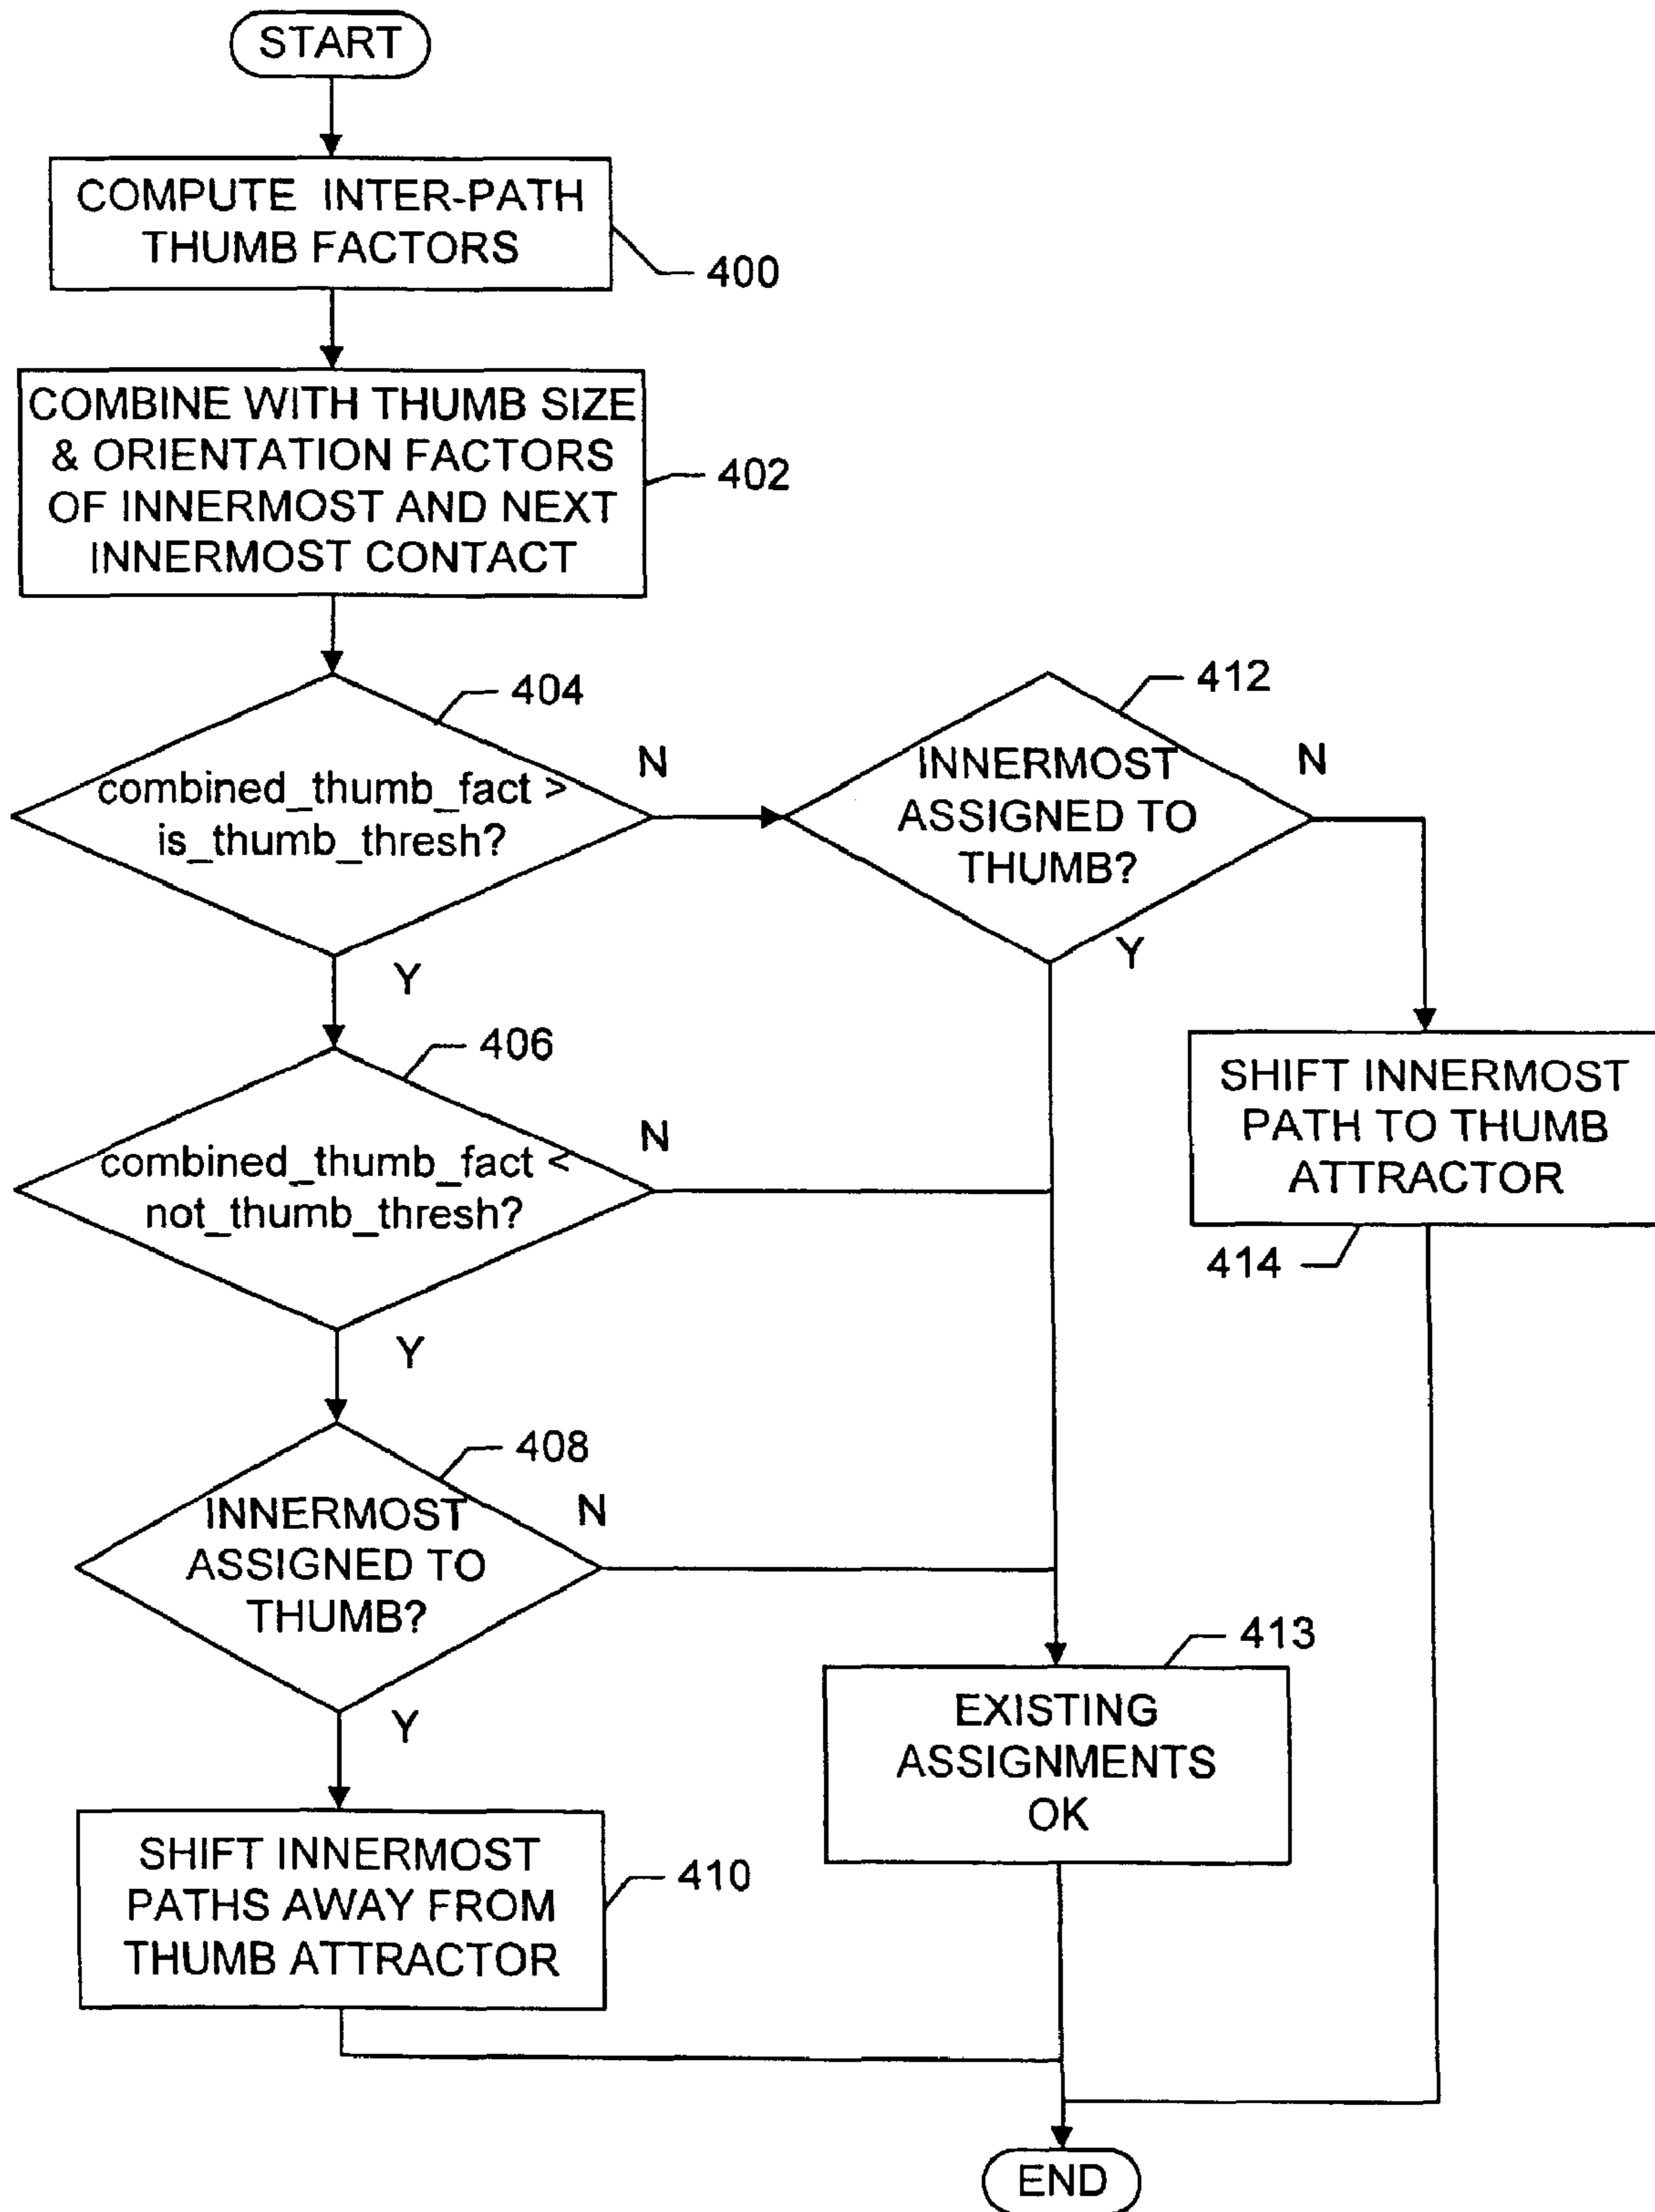 START
COMPUTE INTER-PATH
THUMB FACTORS
400
COMBINE WITH THUMB SIZE
& ORIENTATION FACTORS
OF INNERMOST AND NEXT
INNERMOST CONTACT
402
404
combined_thumb_fact >
is_thumb_thresh?
N
Y
412
INNERMOST
ASSIGNED TO
THUMB?
N
Y
406
combined_thumb_fact <
not_thumb_thresh?
N
Y
SHIFT INNERMOST
PATH TO THUMB
ATTRACTOR
414
408
INNERMOST
ASSIGNED TO
THUMB?
N
Y
413
EXISTING
ASSIGNMENTS
OK
SHIFT INNERMOST
PATHS AWAY FROM
THUMB ATTRACTOR
410
END